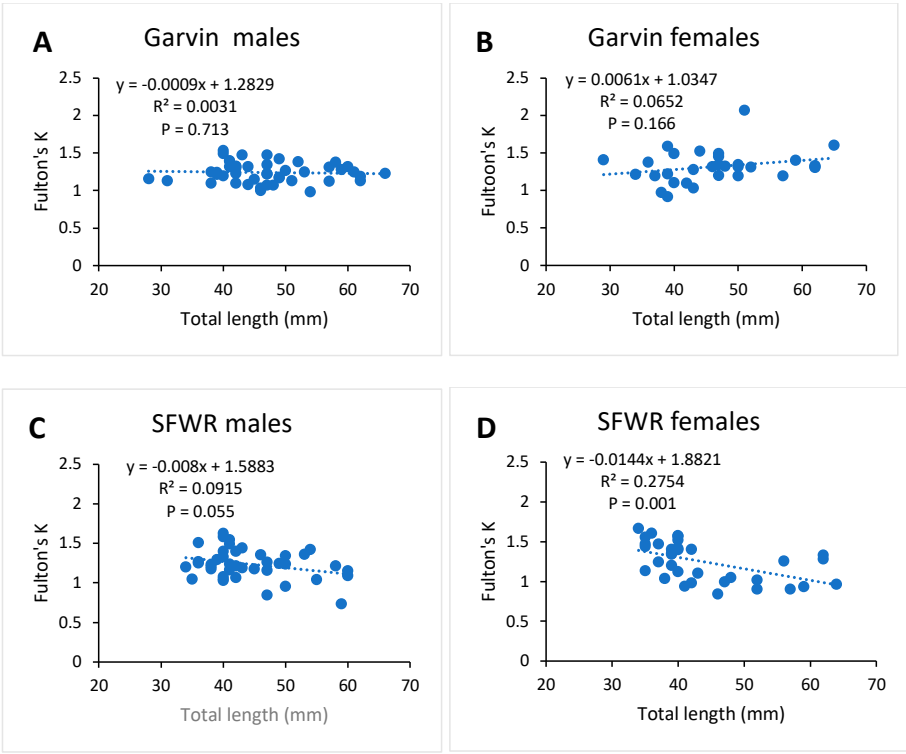 A
Garvin males
y = -0.0009x + 1.2829
R² = 0.0031
P = 0.713
2.5
2
1.5
1
0.5
0
Fulton's K
20 30 40 50 60 70
Total length (mm)
B
Garvin females
y = 0.0061x + 1.0347
R² = 0.0652
P = 0.166
2.5
2
1.5
1
0.5
0
Fultoon's K
20 30 40 50 60 70
Total length (mm)
C
SFWR males
y = -0.008x + 1.5883
R² = 0.0915
P = 0.055
2.5
2
1.5
1
0.5
0
Fulton's K
20 30 40 50 60 70
Total length (mm)
D
SFWR females
y = -0.0144x + 1.8821
R² = 0.2754
P = 0.001
2.5
2
1.5
1
0.5
0
Fulton's K
20 30 40 50 60 70
Total length (mm)